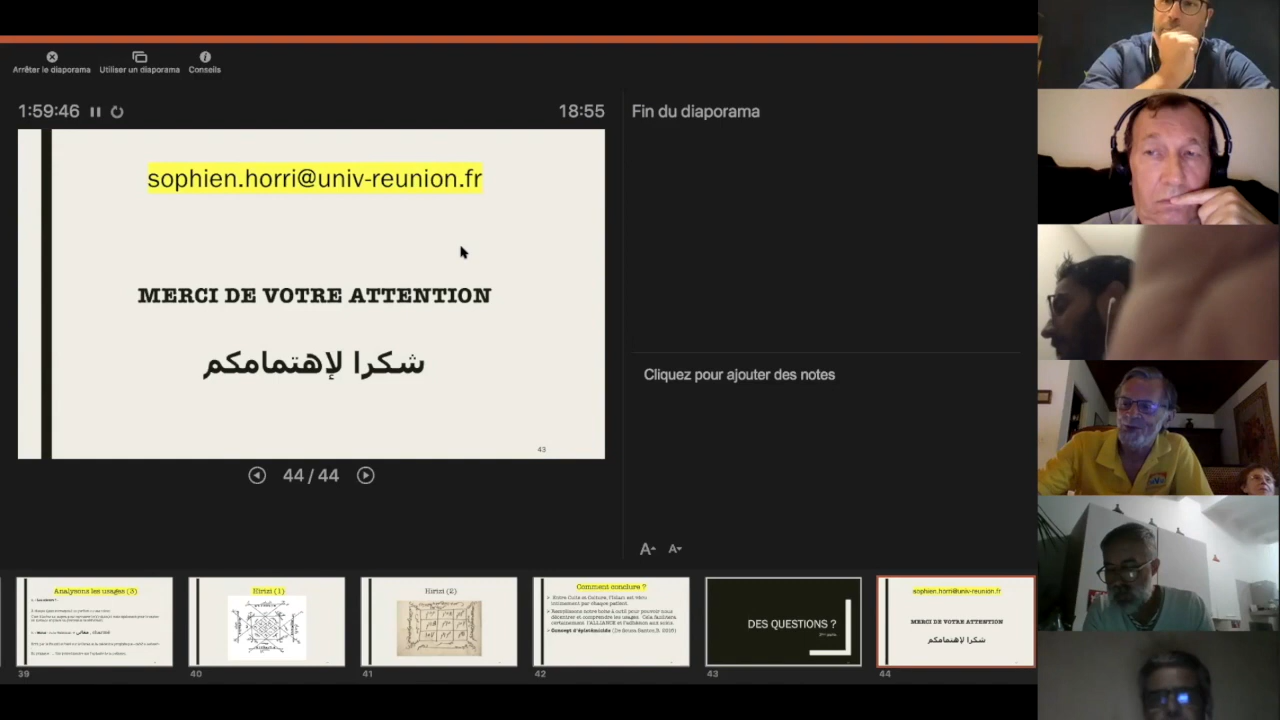 Arrêter le diaporama
Utiliser un diaporama
Conseils
1:59:46
18:55
Fin du diaporama
sophien.horri@univ-reunion.fr
MERCI DE VOTRE ATTENTION
شكرا لإهتمامكم
43
44 / 44
Cliquez pour ajouter des notes
A
A
Analysons les usages (3)
39
Hirizi (1)
40
Hirizi (2)
41
Comment conclure ?
42
DES QUESTIONS ?
43
sophien.horri@univ-reunion.fr
MERCI DE VOTRE ATTENTION
شكرا لإهتمامكم
44